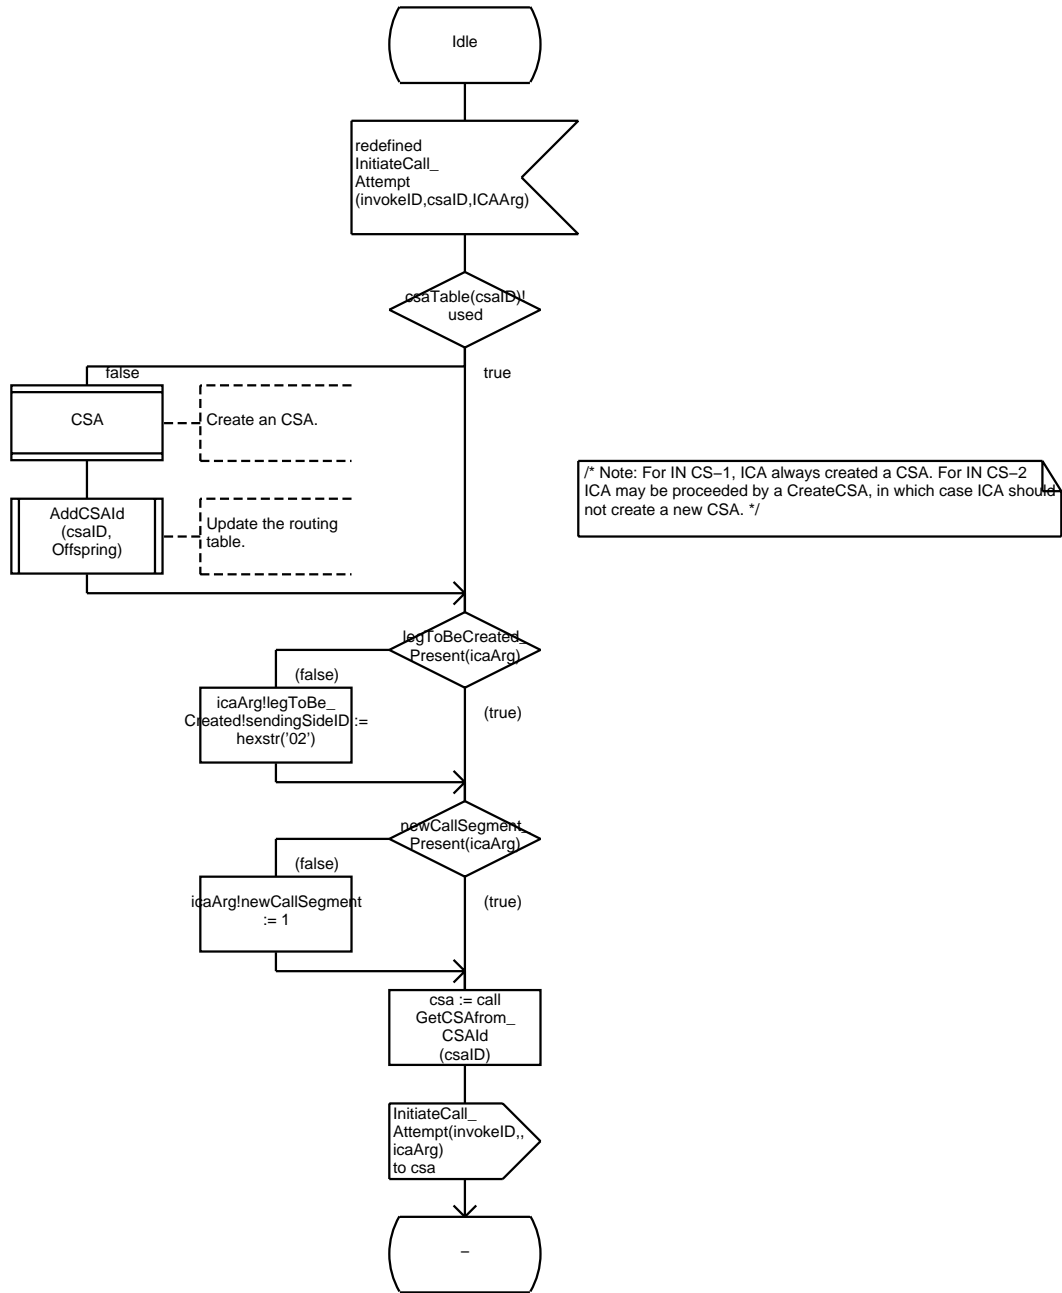 Idle
redefined
InitiateCall_
Attempt
(invokeID,csaID,ICAArg)
csaTable(csaID)!
used
false
true
CSA
Create an CSA.
/* Note: For IN CS−1, ICA always created a CSA. For IN CS−2
ICA may be proceeded by a CreateCSA, in which case ICA should
not create a new CSA. */
AddCSAId
(csaID,
Offspring)
Update the routing
table.
legToBeCreated_
Present(icaArg)
(false)
(true)
icaArg!legToBe_
Created!sendingSideID :=
hexstr('02')
newCallSegment_
Present(icaArg)
(false)
(true)
icaArg!newCallSegment
:= 1
csa := call
GetCSAfrom_
CSAId
(csaID)
InitiateCall_
Attempt(invokeID,,
icaArg)
to csa
−